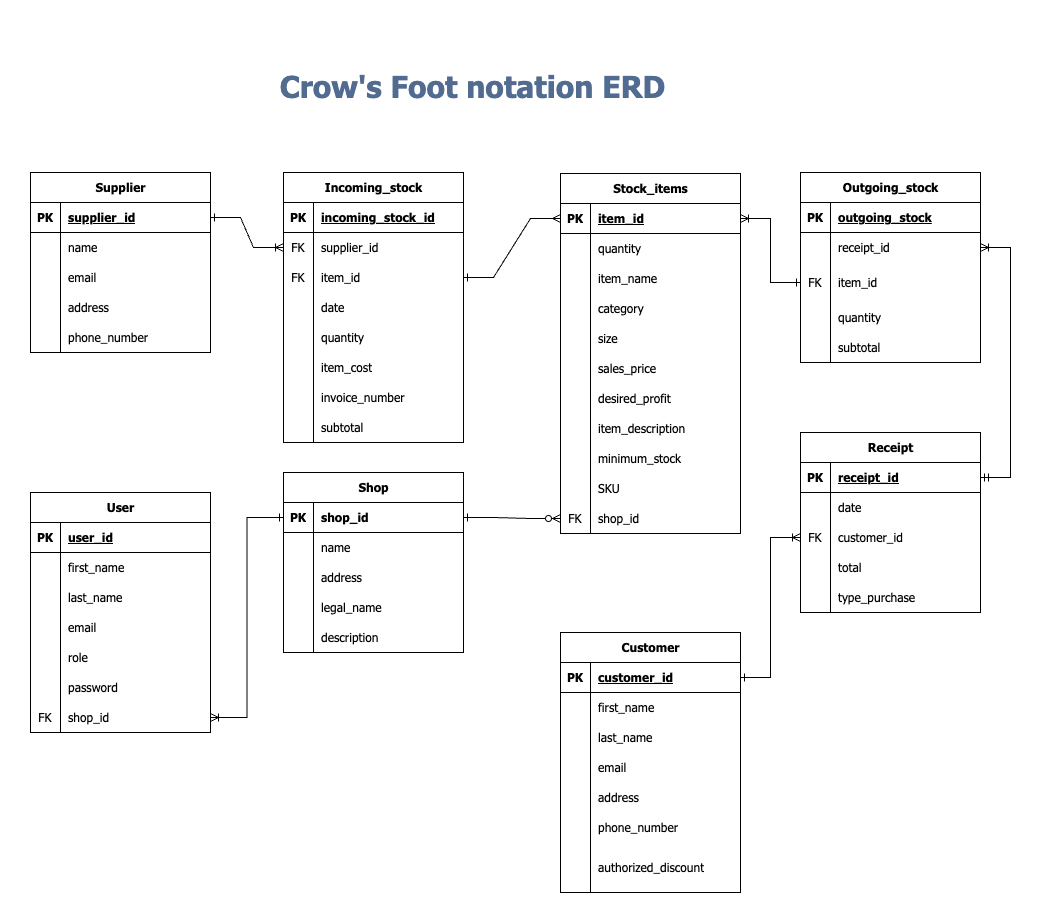 Crow's Foot notation ERD
Supplier
PK supplier_id
name
email
address
phone_number
Incoming_stock
PK incoming_stock_id
FK supplier_id
FK item_id
date
quantity
item_cost
invoice_number
subtotal
Stock_items
PK item_id
quantity
item_name
category
size
sales_price
desired_profit
item_description
minimum_stock
SKU
FK shop_id
Outgoing_stock
PK outgoing_stock
receipt_id
FK item_id
quantity
subtotal
User
PK user_id
first_name
last_name
email
role
password
FK shop_id
Shop
PK shop_id
name
address
legal_name
description
Receipt
PK receipt_id
date
FK customer_id
total
type_purchase
Customer
PK customer_id
first_name
last_name
email
address
phone_number
authorized_discount